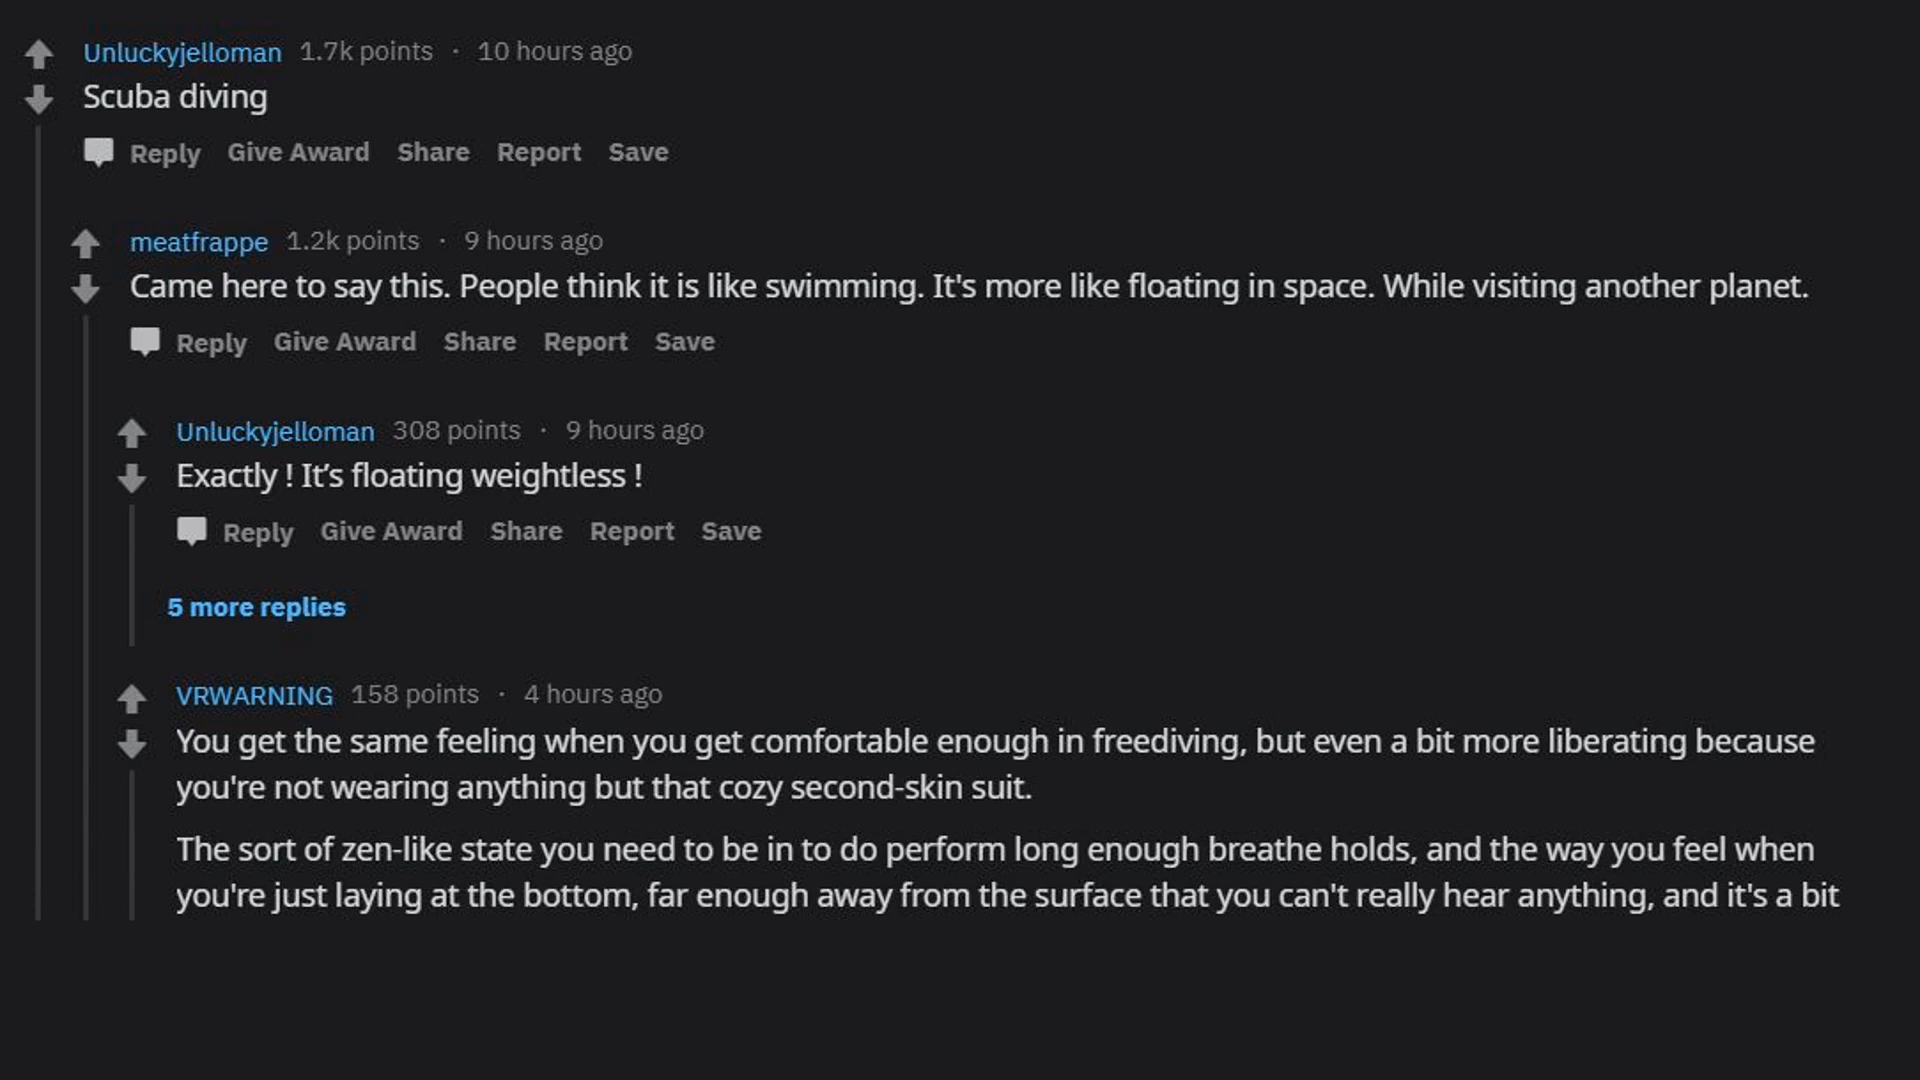 Unluckyjelloman 1.7k points · 10 hours ago
Scuba diving
Reply Give Award Share Report Save
meatfrappe 1.2k points · 9 hours ago
Came here to say this. People think it is like swimming. It's more like floating in space. While visiting another planet.
Reply Give Award Share Report Save
Unluckyjelloman 308 points · 9 hours ago
Exactly ! It’s floating weightless !
Reply Give Award Share Report Save
5 more replies
VRWARNING 158 points · 4 hours ago
You get the same feeling when you get comfortable enough in freediving, but even a bit more liberating because
you're not wearing anything but that cozy second-skin suit.
The sort of zen-like state you need to be in to do perform long enough breathe holds, and the way you feel when
you're just laying at the bottom, far enough away from the surface that you can't really hear anything, and it's a bit